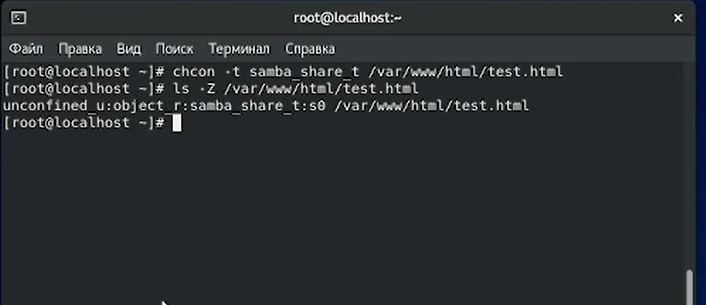 root@localhost:~
Файл Правка Вид Поиск Терминал Справка
[root@localhost ~]# chcon -t samba_share_t /var/www/html/test.html
[root@localhost ~]# ls -Z /var/www/html/test.html
unconfined_u:object_r:samba_share_t:s0 /var/www/html/test.html
[root@localhost ~]#